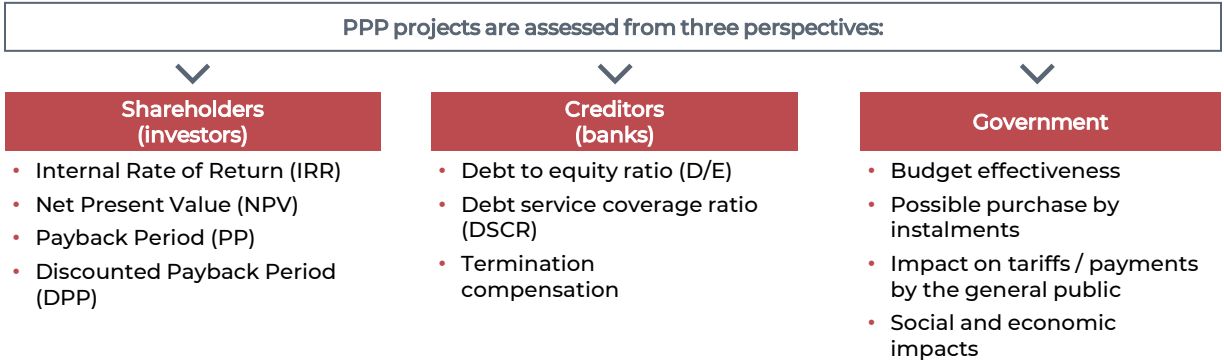 PPP projects are assessed from three perspectives:
Shareholders
(investors)
• Internal Rate of Return (IRR)
• Net Present Value (NPV)
• Payback Period (PP)
• Discounted Payback Period
(DPP)
Creditors
(banks)
• Debt to equity ratio (D/E)
• Debt service coverage ratio
(DSCR)
• Termination
compensation
Government
• Budget effectiveness
• Possible purchase by
instalments
• Impact on tariffs / payments
by the general public
• Social and economic
impacts